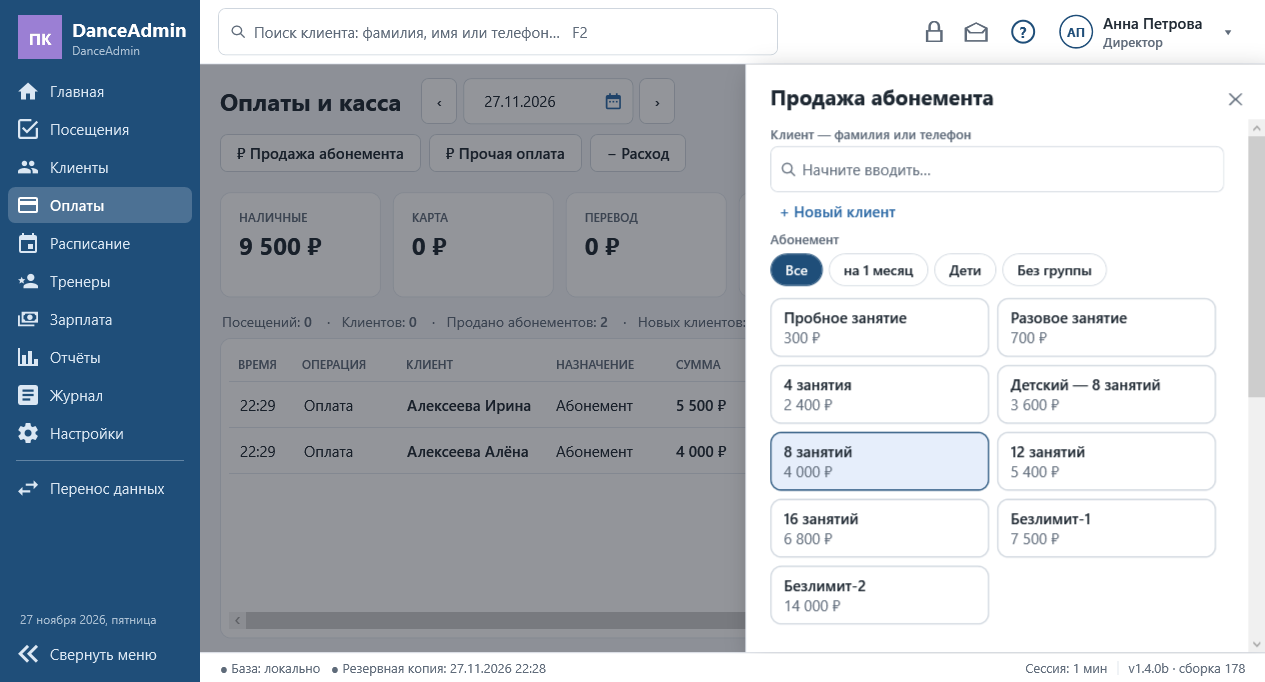 ПК
DanceAdmin
DanceAdmin
Главная
Посещения
Клиенты
Оплаты
Расписание
Тренеры
Зарплата
Отчёты
Журнал
Настройки
Перенос данных
27 ноября 2026, пятница
Свернуть меню
Поиск клиента: фамилия, имя или телефон... F2
?
АП
Анна Петрова
Директор
Оплаты и касса
27.11.2026
₽ Продажа абонемента
₽ Прочая оплата
– Расход
НАЛИЧНЫЕ
9 500 ₽
КАРТА
0 ₽
ПЕРЕВОД
0 ₽
Посещений: 0 · Клиентов: 0 · Продано абонементов: 2 · Новых клиентов:
ВРЕМЯ ОПЕРАЦИЯ КЛИЕНТ НАЗНАЧЕНИЕ СУММА
22:29 Оплата Алексеева Ирина Абонемент 5 500 ₽
22:29 Оплата Алексеева Алёна Абонемент 4 000 ₽
Продажа абонемента
Клиент — фамилия или телефон
Начните вводить...
+ Новый клиент
Абонемент
Все на 1 месяц Дети Без группы
Пробное занятие
300 ₽
Разовое занятие
700 ₽
4 занятия
2 400 ₽
Детский — 8 занятий
3 600 ₽
8 занятий
4 000 ₽
12 занятий
5 400 ₽
16 занятий
6 800 ₽
Безлимит-1
7 500 ₽
Безлимит-2
14 000 ₽
● База: локально ● Резервная копия: 27.11.2026 22:28
Сессия: 1 мин v1.4.0b · сборка 178